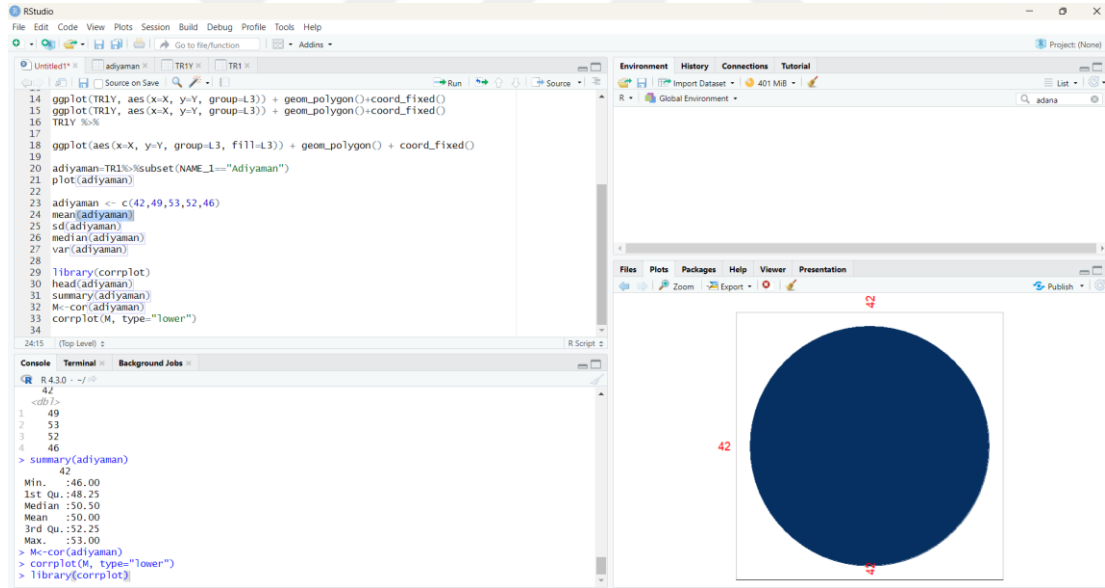 RStudio
File Edit Code View Plots Session Build Debug Profile Tools Help
Go to file/function Addins Project: (None)
Untitled1* adiyaman TR1Y TR1
Source on Save Run Source
14 ggplot(TR1Y, aes(x=X, y=Y, group=L3)) + geom_polygon()+coord_fixed()
15 ggplot(TR1Y, aes(x=X, y=Y, group=L3)) + geom_polygon()+coord_fixed()
16 TR1Y %>%
17
18 ggplot(aes(x=X, y=Y, group=L3, fill=L3)) + geom_polygon() + coord_fixed()
19
20 adiyaman=TR1%>%subset(NAME_1=="Adiyaman")
21 plot(adiyaman)
22
23 adiyaman <- c(42,49,53,52,46)
24 mean(adiyaman)
25 sd(adiyaman)
26 median(adiyaman)
27 var(adiyaman)
28
29 library(corrplot)
30 head(adiyaman)
31 summary(adiyaman)
32 M<-cor(adiyaman)
33 corrplot(M, type="lower")
34
24:15 (Top Level) R Script
Console Terminal Background Jobs
R 4.3.0 · ~/
42
<dbl>
1 49
2 53
3 52
4 46
> summary(adiyaman)
42
Min. :46.00
1st Qu.:48.25
Median :50.50
Mean :50.00
3rd Qu.:52.25
Max. :53.00
> M<-cor(adiyaman)
> corrplot(M, type="lower")
> library(corrplot)
Environment History Connections Tutorial
Import Dataset 401 MiB List
R Global Environment adana
Files Plots Packages Help Viewer Presentation
Zoom Export Publish
42
42
42